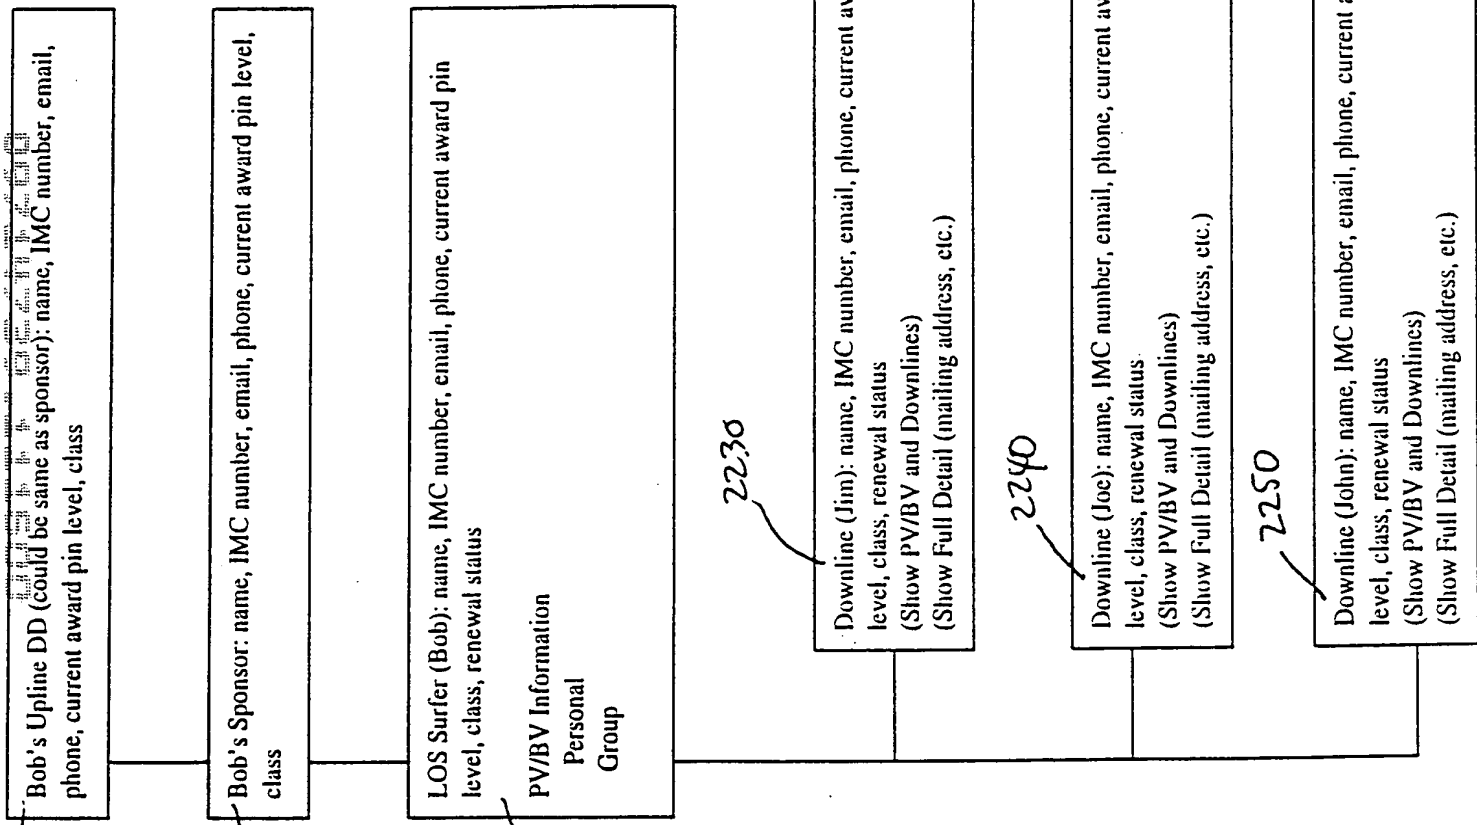 Bob's Upline DD (could be same as sponsor): name, IMC number, email,
phone, current award pin level, class
Bob's Sponsor: name, IMC number, email, phone, current award pin level,
class
LOS Surfer (Bob): name, IMC number, email, phone, current award pin
level, class, renewal status
PV/BV Information
Personal
Group
2230
Downline (Jim): name, IMC number, email, phone, current
level, class, renewal status
(Show PV/BV and Downlines)
(Show Full Detail (mailing address, etc.)
2240
Downline (Joe): name, IMC number, email, phone, current
level, class, renewal status
(Show PV/BV and Downlines)
(Show Full Detail (mailing address, etc.)
2250
Downline (John): name, IMC number, email, phone, current
level, class, renewal status
(Show PV/BV and Downlines)
(Show Full Detail (mailing address, etc.)